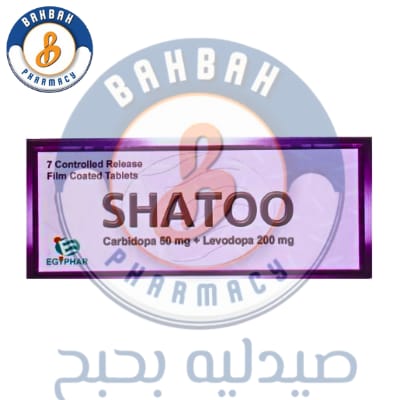 BAHBAH
PHARMACY
BAHBAH
7 Controlled Release
Film Coated Tablets
SHATOO
Carbidopa 50 mg + Levodopa 200 mg
EGYPHAR
PHARMACY
صيدليه بحبح